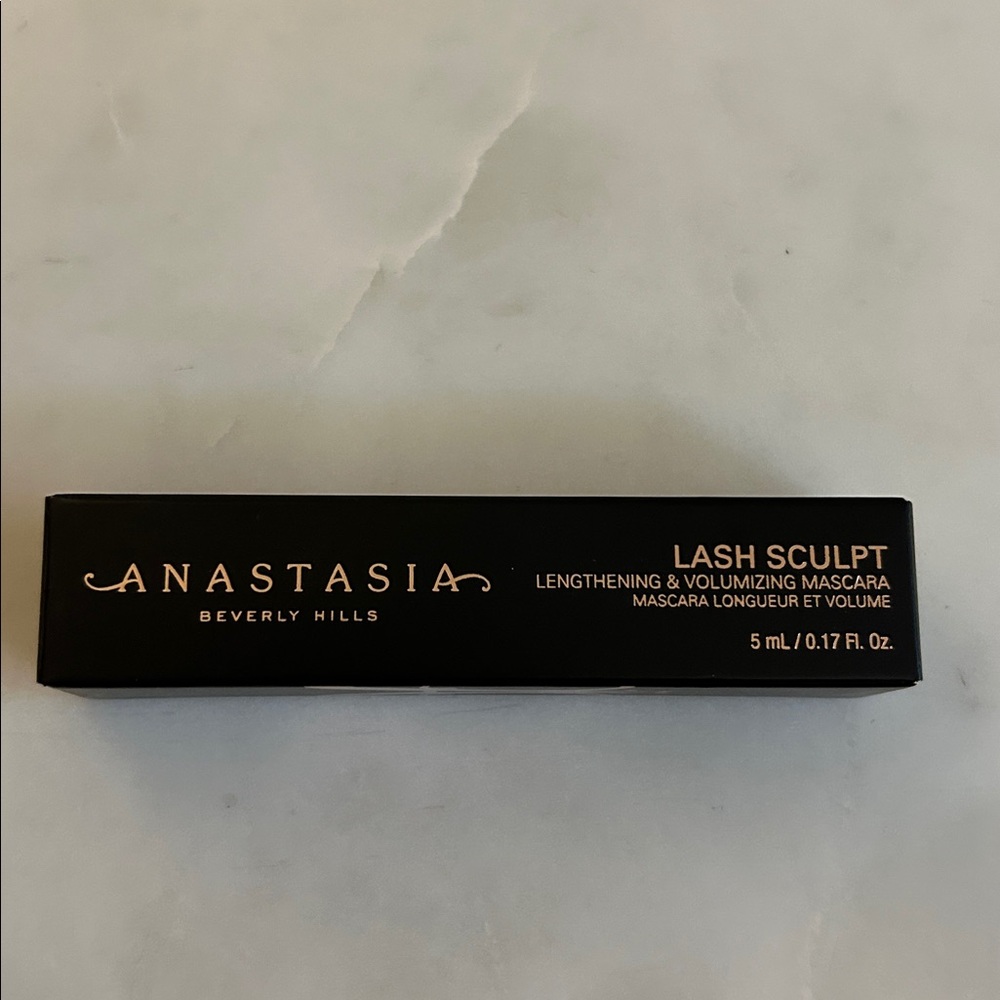 ANASTASIA
BEVERLY HILLS
LASH SCULPT
LENGTHENING & VOLUMIZING MASCARA
MASCARA LONGUEUR ET VOLUME
5 mL / 0.17 Fl. Oz.